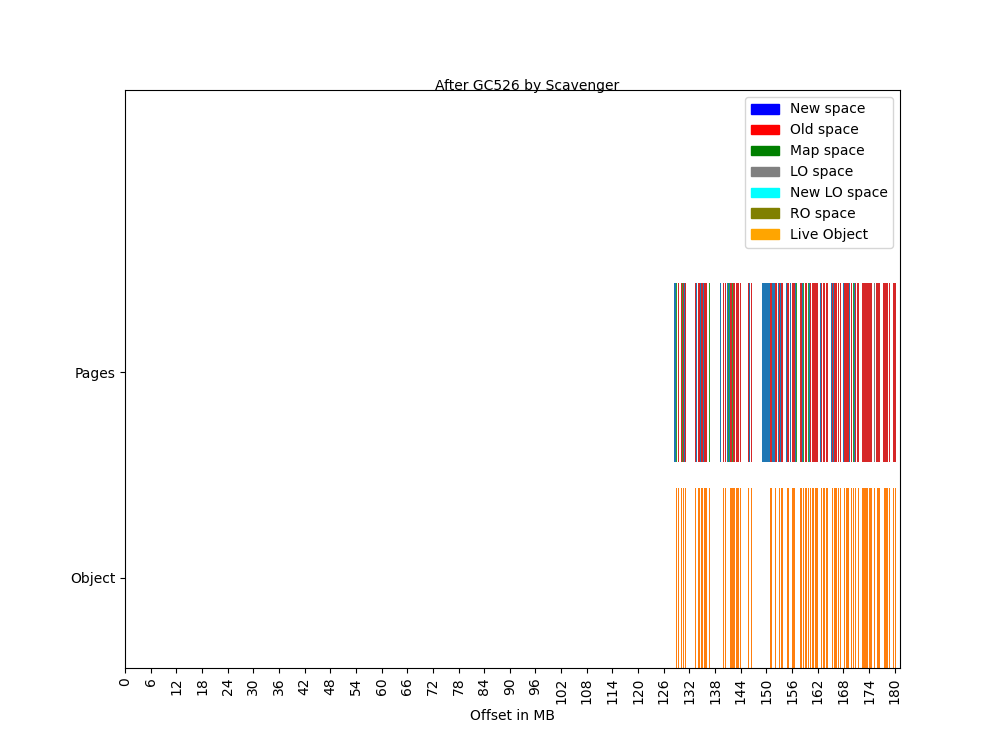 After GC526 by Scavenger
New space
Old space
Map space
LO space
New LO space
RO space
Live Object
Pages
Object
0 6 12 18 24 30 36 42 48 54 60 66 72 78 84 90 96 102 108 114 120 126 132 138 144 150 156 162 168 174 180
Offset in MB